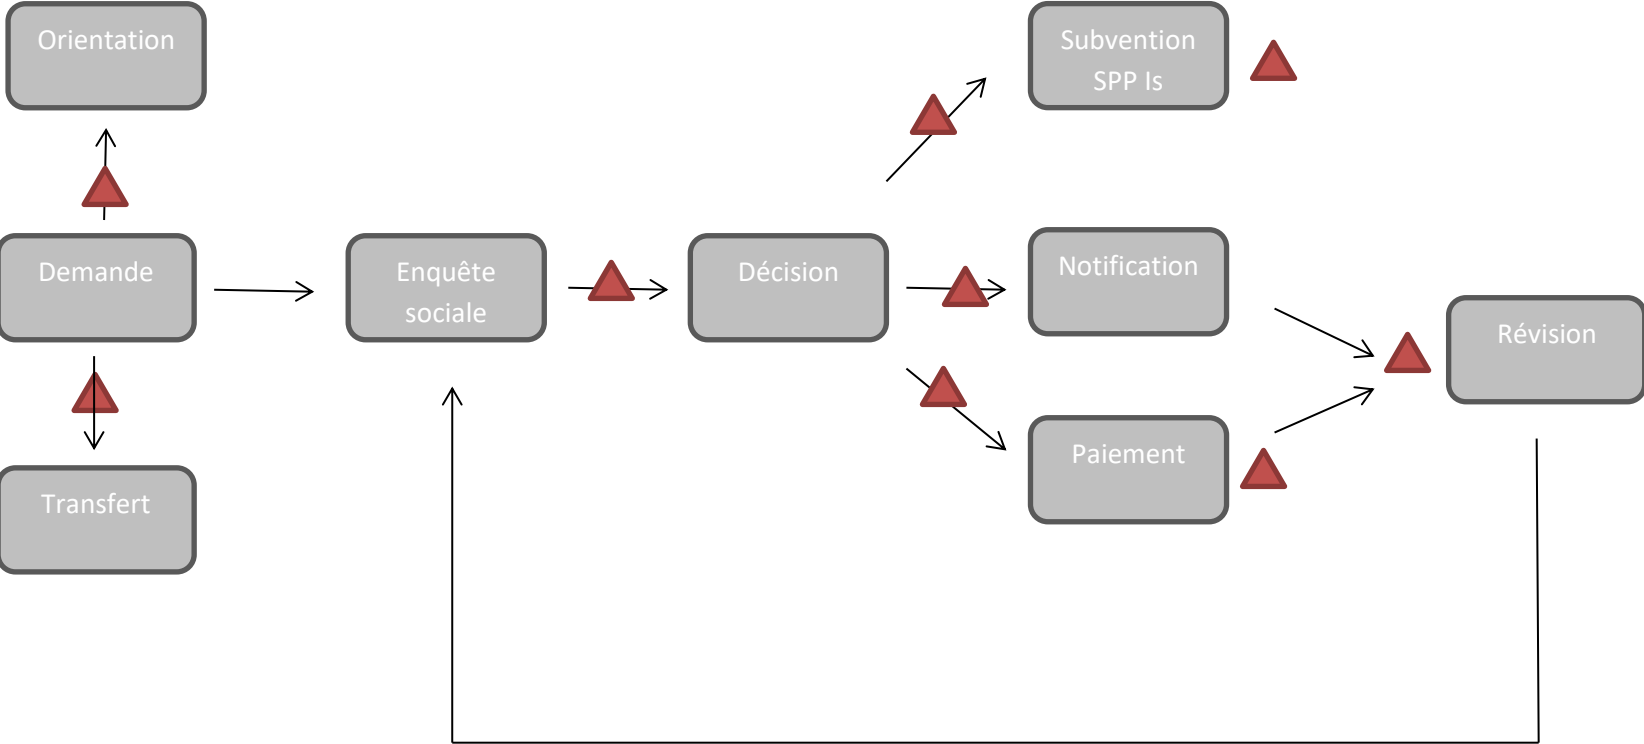 Orientation
Subvention
SPP Is
Demande
Enquête
sociale
Décision
Notification
Révision
Paiement
Transfert